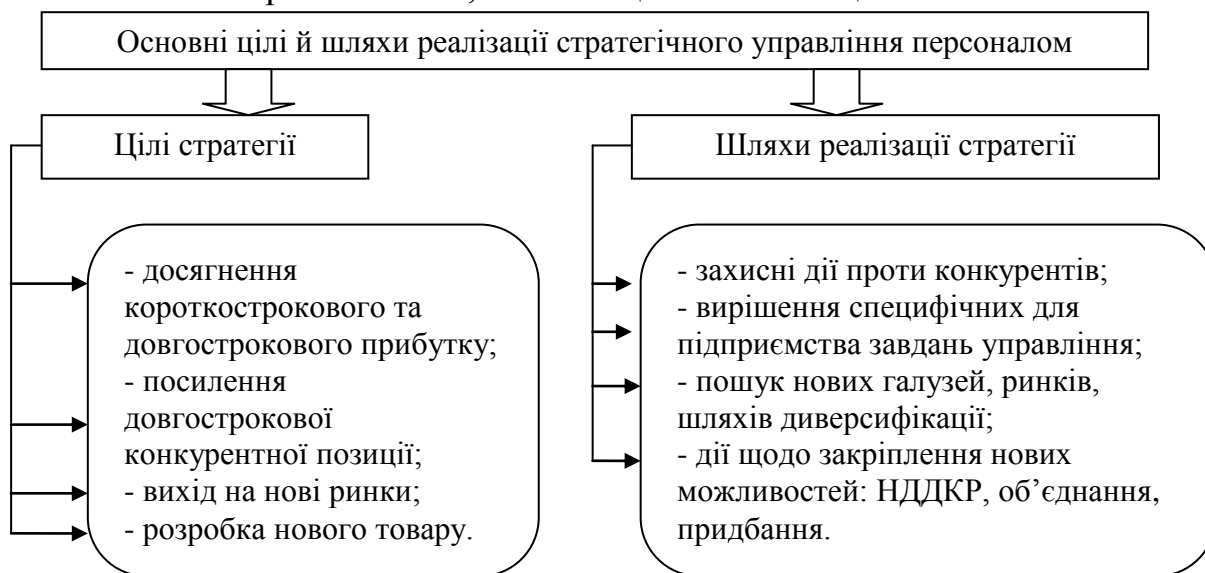 Основні цілі й шляхи реалізації стратегічного управління персоналом
Цілі стратегії
- досягнення
короткострокового та
довгострокового прибутку;
- посилення
довгострокової
конкурентної позиції;
- вихід на нові ринки;
- розробка нового товару.
Шляхи реалізації стратегії
- захисні дії проти конкурентів;
- вирішення специфічних для
підприємства завдань управління;
- пошук нових галузей, ринків,
шляхів диверсифікації;
- дії щодо закріплення нових
можливостей: НДДКР, об’єднання,
придбання.